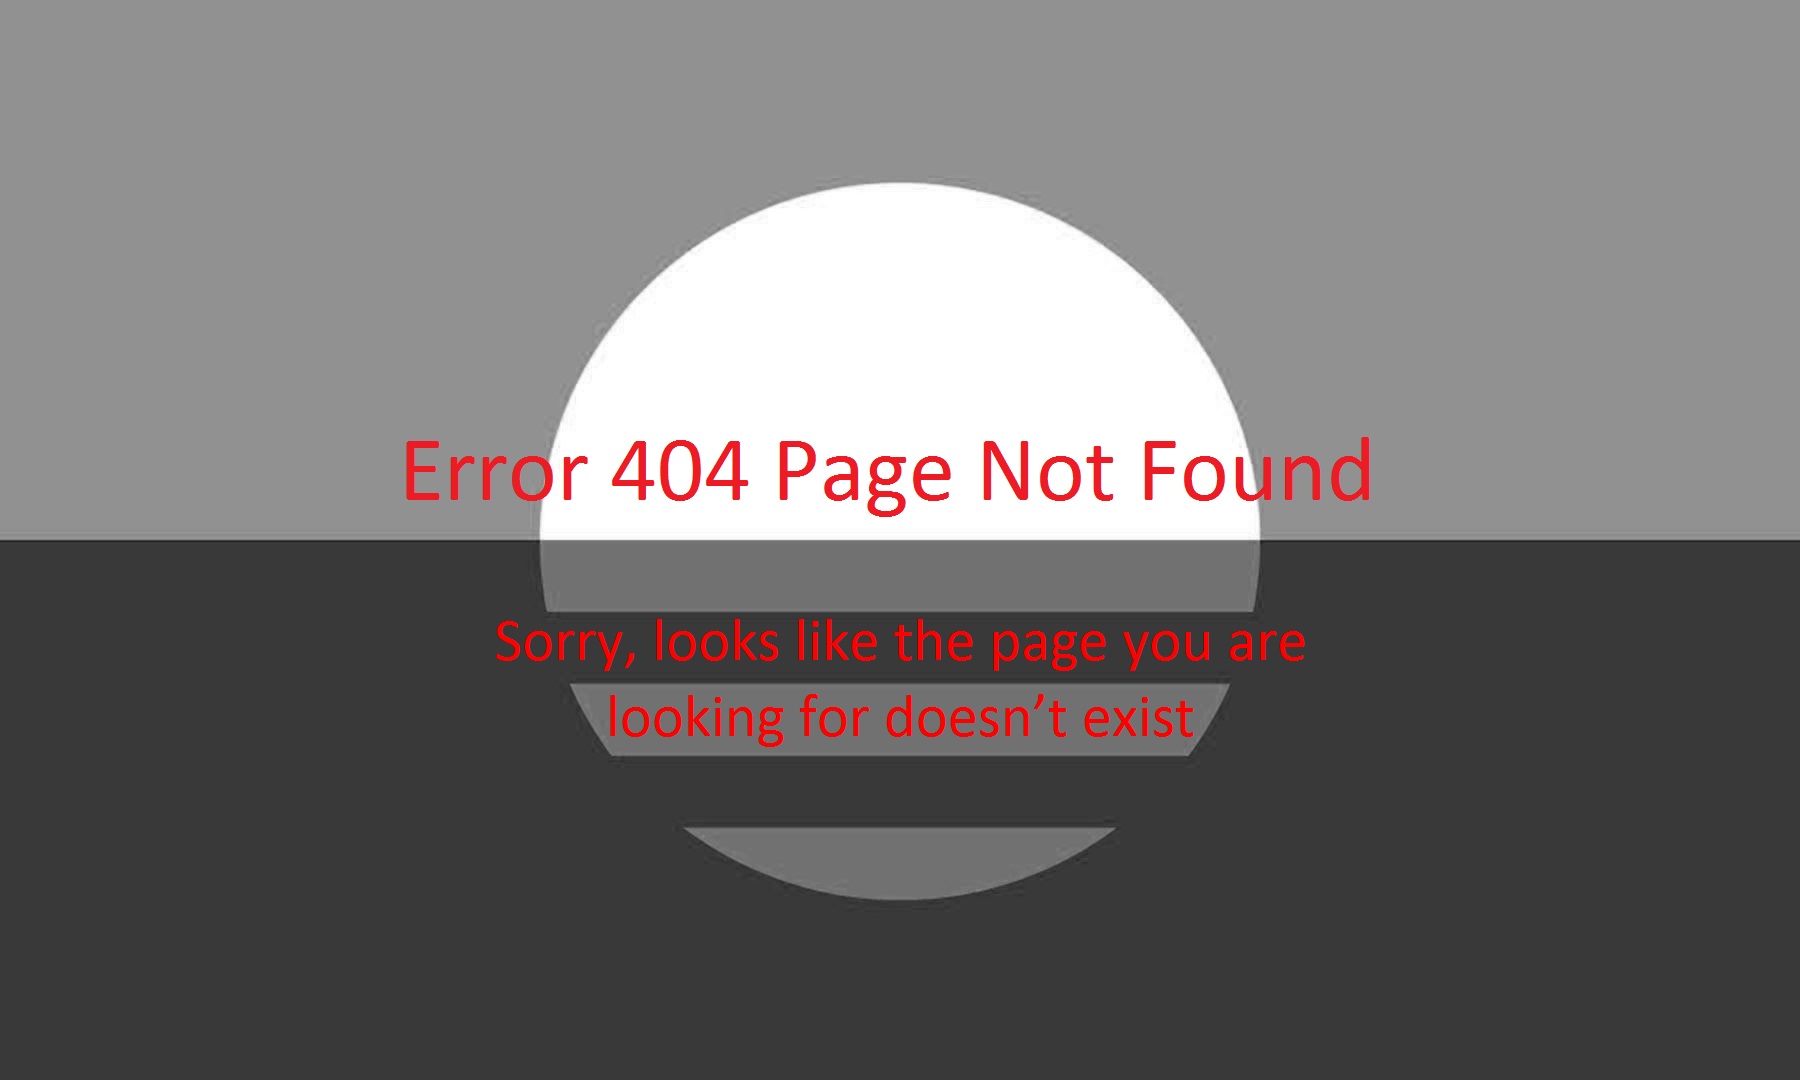 Error 404 Page Not Found
Sorry, looks like the page you are
looking for doesn’t exist